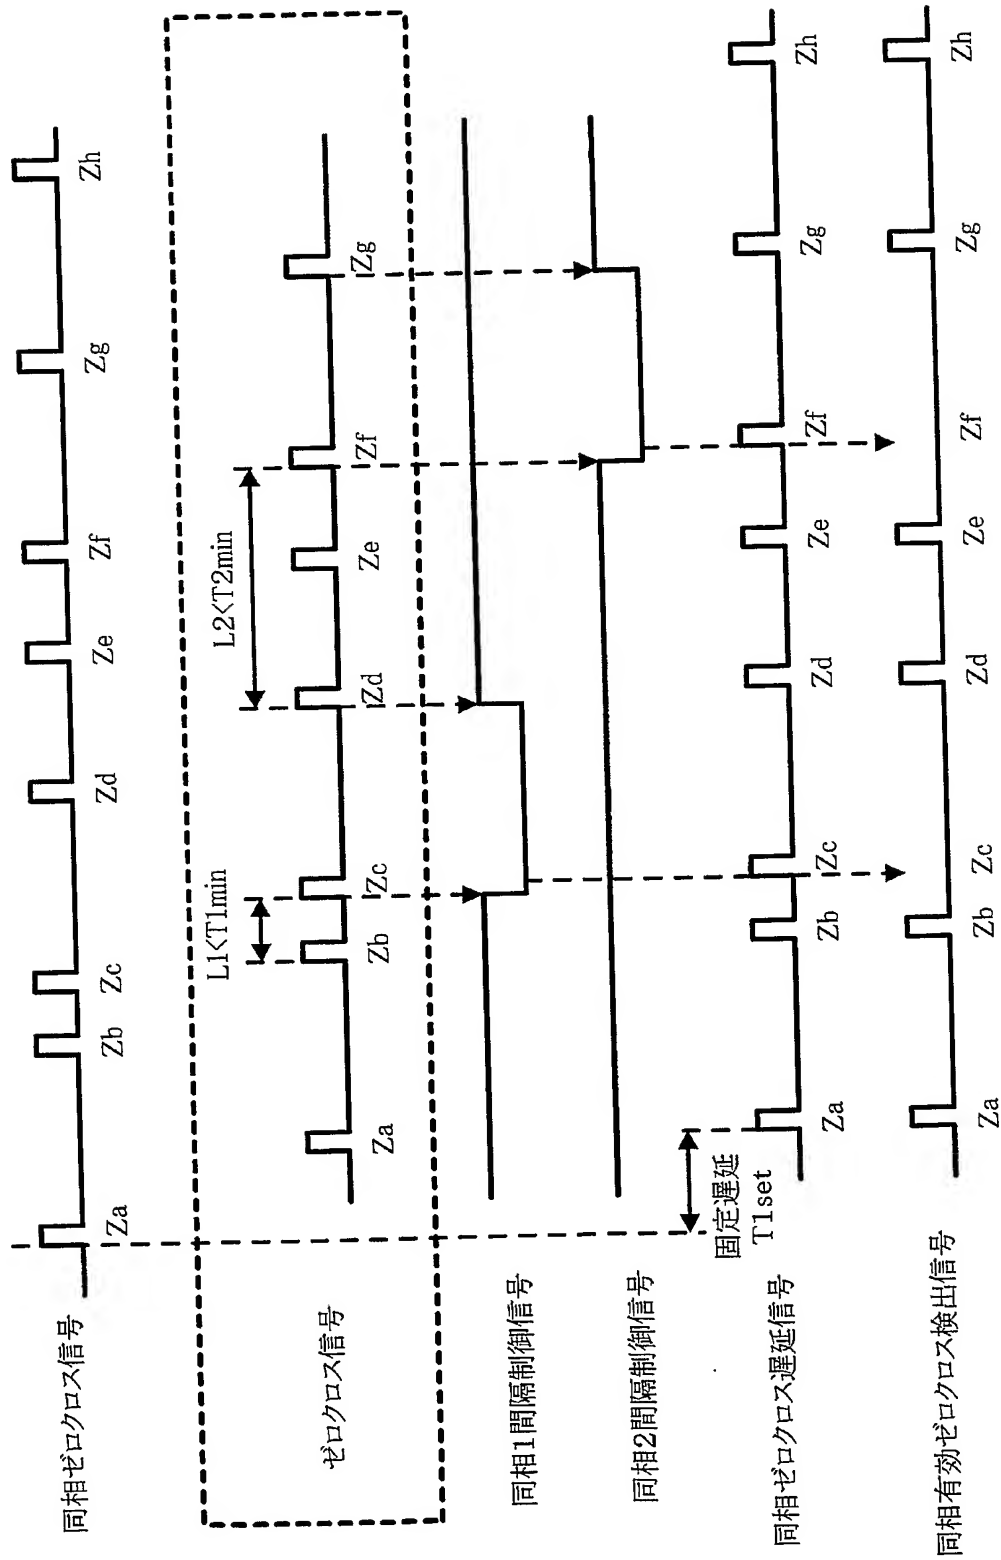 同相ゼロクロス信号
Za
Zb
Zc
Zd
Ze
Zf
Zg
Zh
ゼロクロス信号
L1<T1min
L2<T2min
Za
Zb
Zc
Zd
Ze
Zf
Zg
同相1間隔制御信号
同相2間隔制御信号
固定遅延
T1set
同相ゼロクロス遅延信号
Za
Zb
Zc
Zd
Ze
Zf
Zg
Zh
同相有効ゼロクロス検出信号
Za
Zb
Zc
Zd
Ze
Zf
Zg
Zh